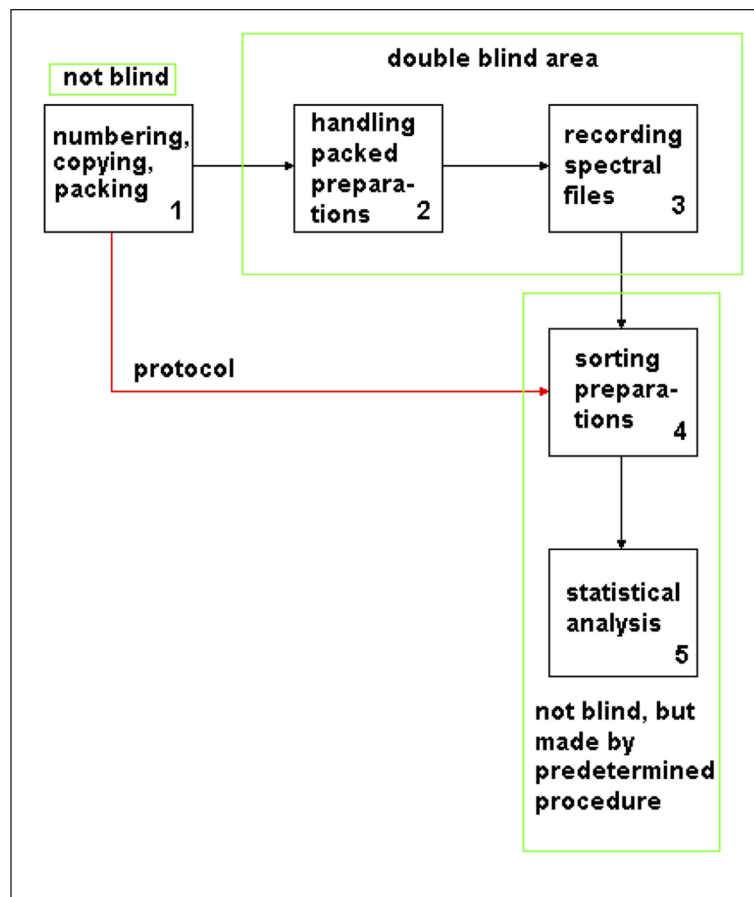 not blind
double blind area
numbering,
copying,
packing
1
handling
packed
prepara-
tions
2
recording
spectral
files
3
protocol
sorting
prepara-
tions
4
statistical
analysis
5
not blind, but
made by
predetermined
procedure